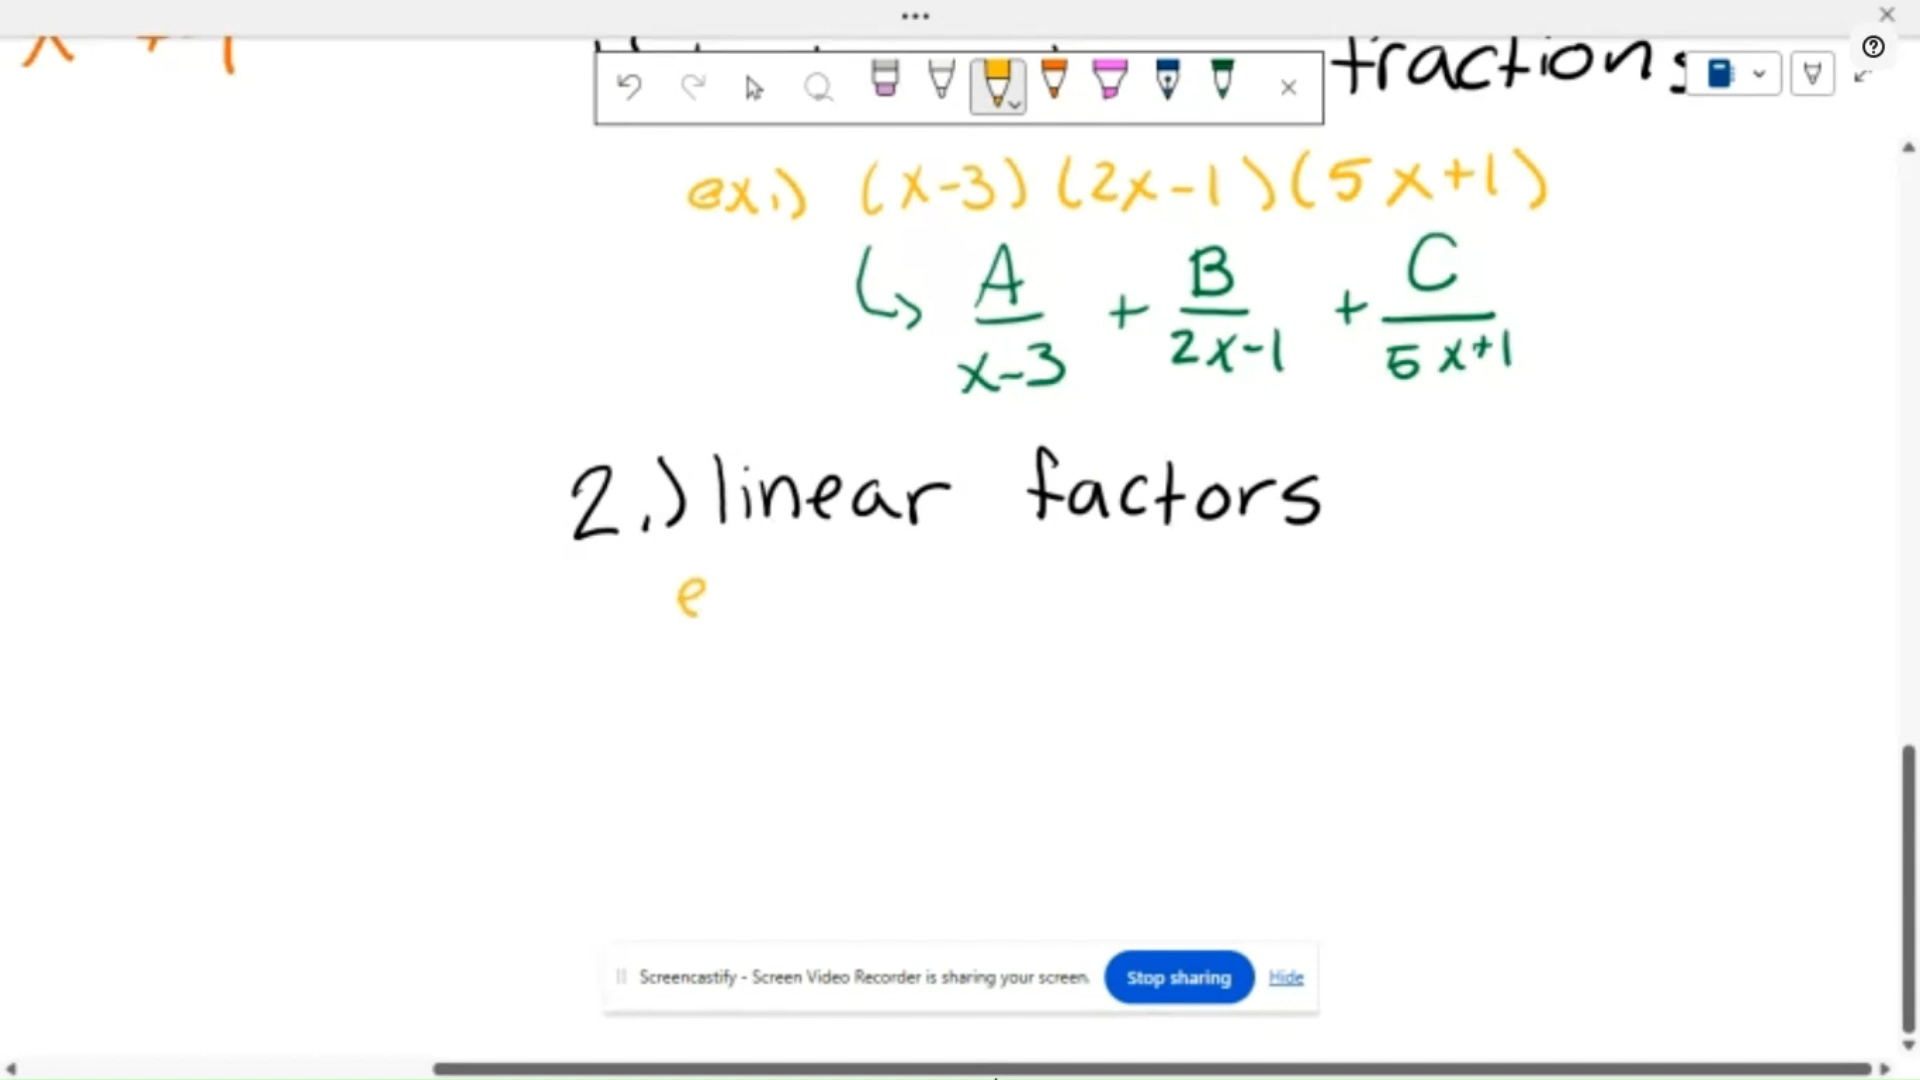 fractions
ex.) (x-3)(2x-1)(5x+1)
↳ A/x-3 + B/2x-1 + C/5x+1
2.) linear factors
e
Screencastify - Screen Video Recorder is sharing your screen. Stop sharing Hide